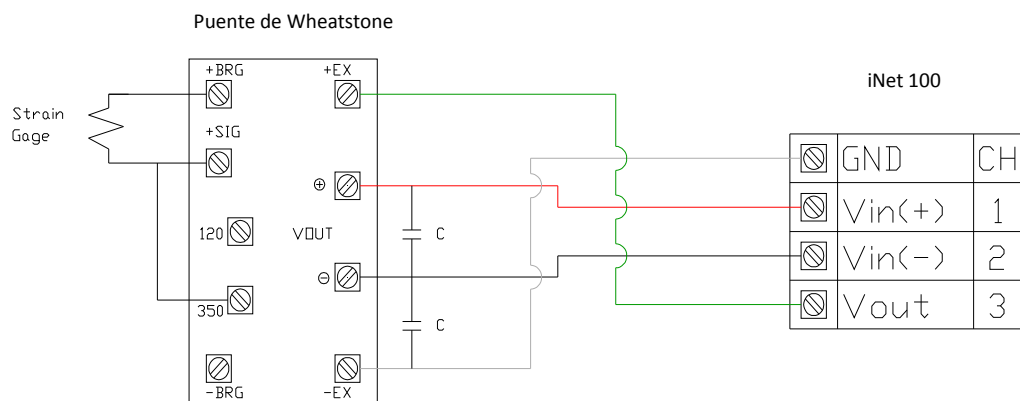 Puente de Wheatstone
+BRG
+EX
iNet 100
Strain
Gage
+SIG
GND
CH
⊕
Vin(+)
1
120
VOUT
C
Vin(-)
2
⊖
350
Vout
3
C
-BRG
-EX